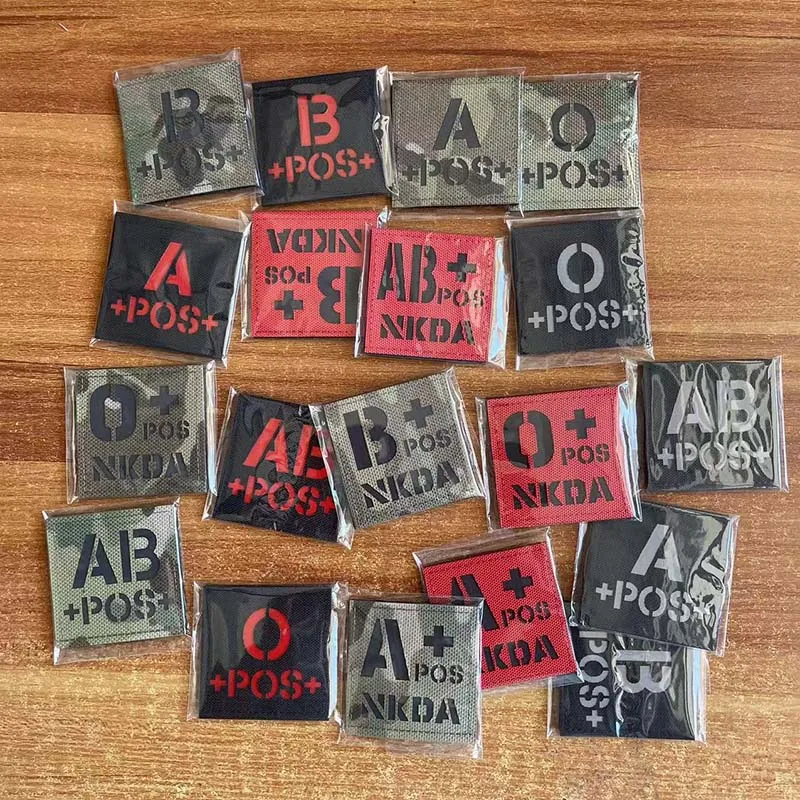 B
+POS+
B
+POS+
A
+POS+
O
+POS+
A
+POS+
B +
POS
NKDA
AB +
POS
NKDA
O
+POS+
O +
POS
NKDA
AB
+POS+
B +
POS
NKDA
O +
POS
NKDA
AB
+POS+
AB
+POS+
O
+POS+
A +
POS
NKDA
A +
POS
NKDA
A
+POS+
B
+POS+